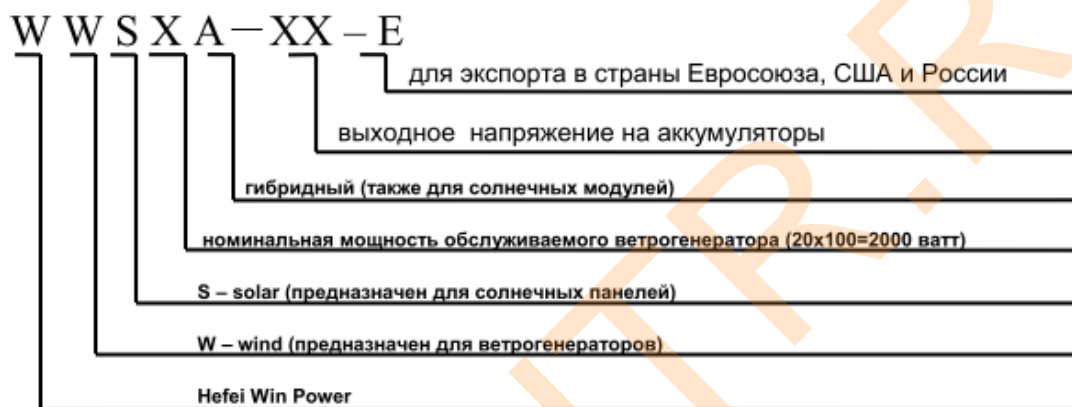 W W S X A – XX – E
для экспорта в страны Евросоюза, США и России
выходное напряжение на аккумуляторы
гибридный (также для солнечных модулей)
номинальная мощность обслуживаемого ветрогенератора (20x100=2000 ватт)
S – solar (предназначен для солнечных панелей)
W – wind (предназначен для ветрогенераторов)
Hefei Win Power